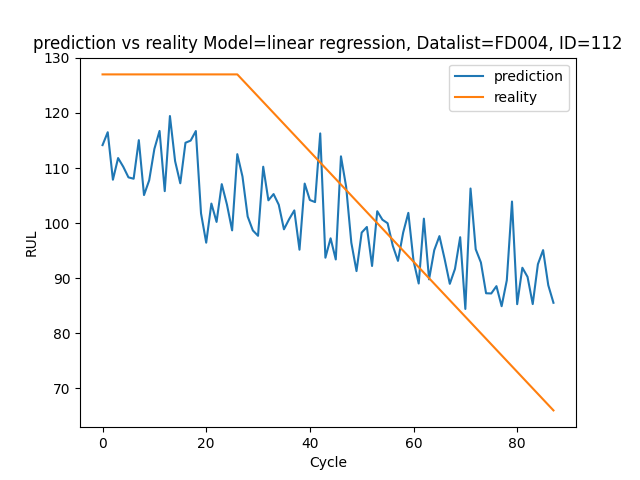 prediction vs reality Model=linear regression, Datalist=FD004, ID=112
130
120
110
100
90
80
70
RUL
prediction
reality
0
20
40
60
80
Cycle